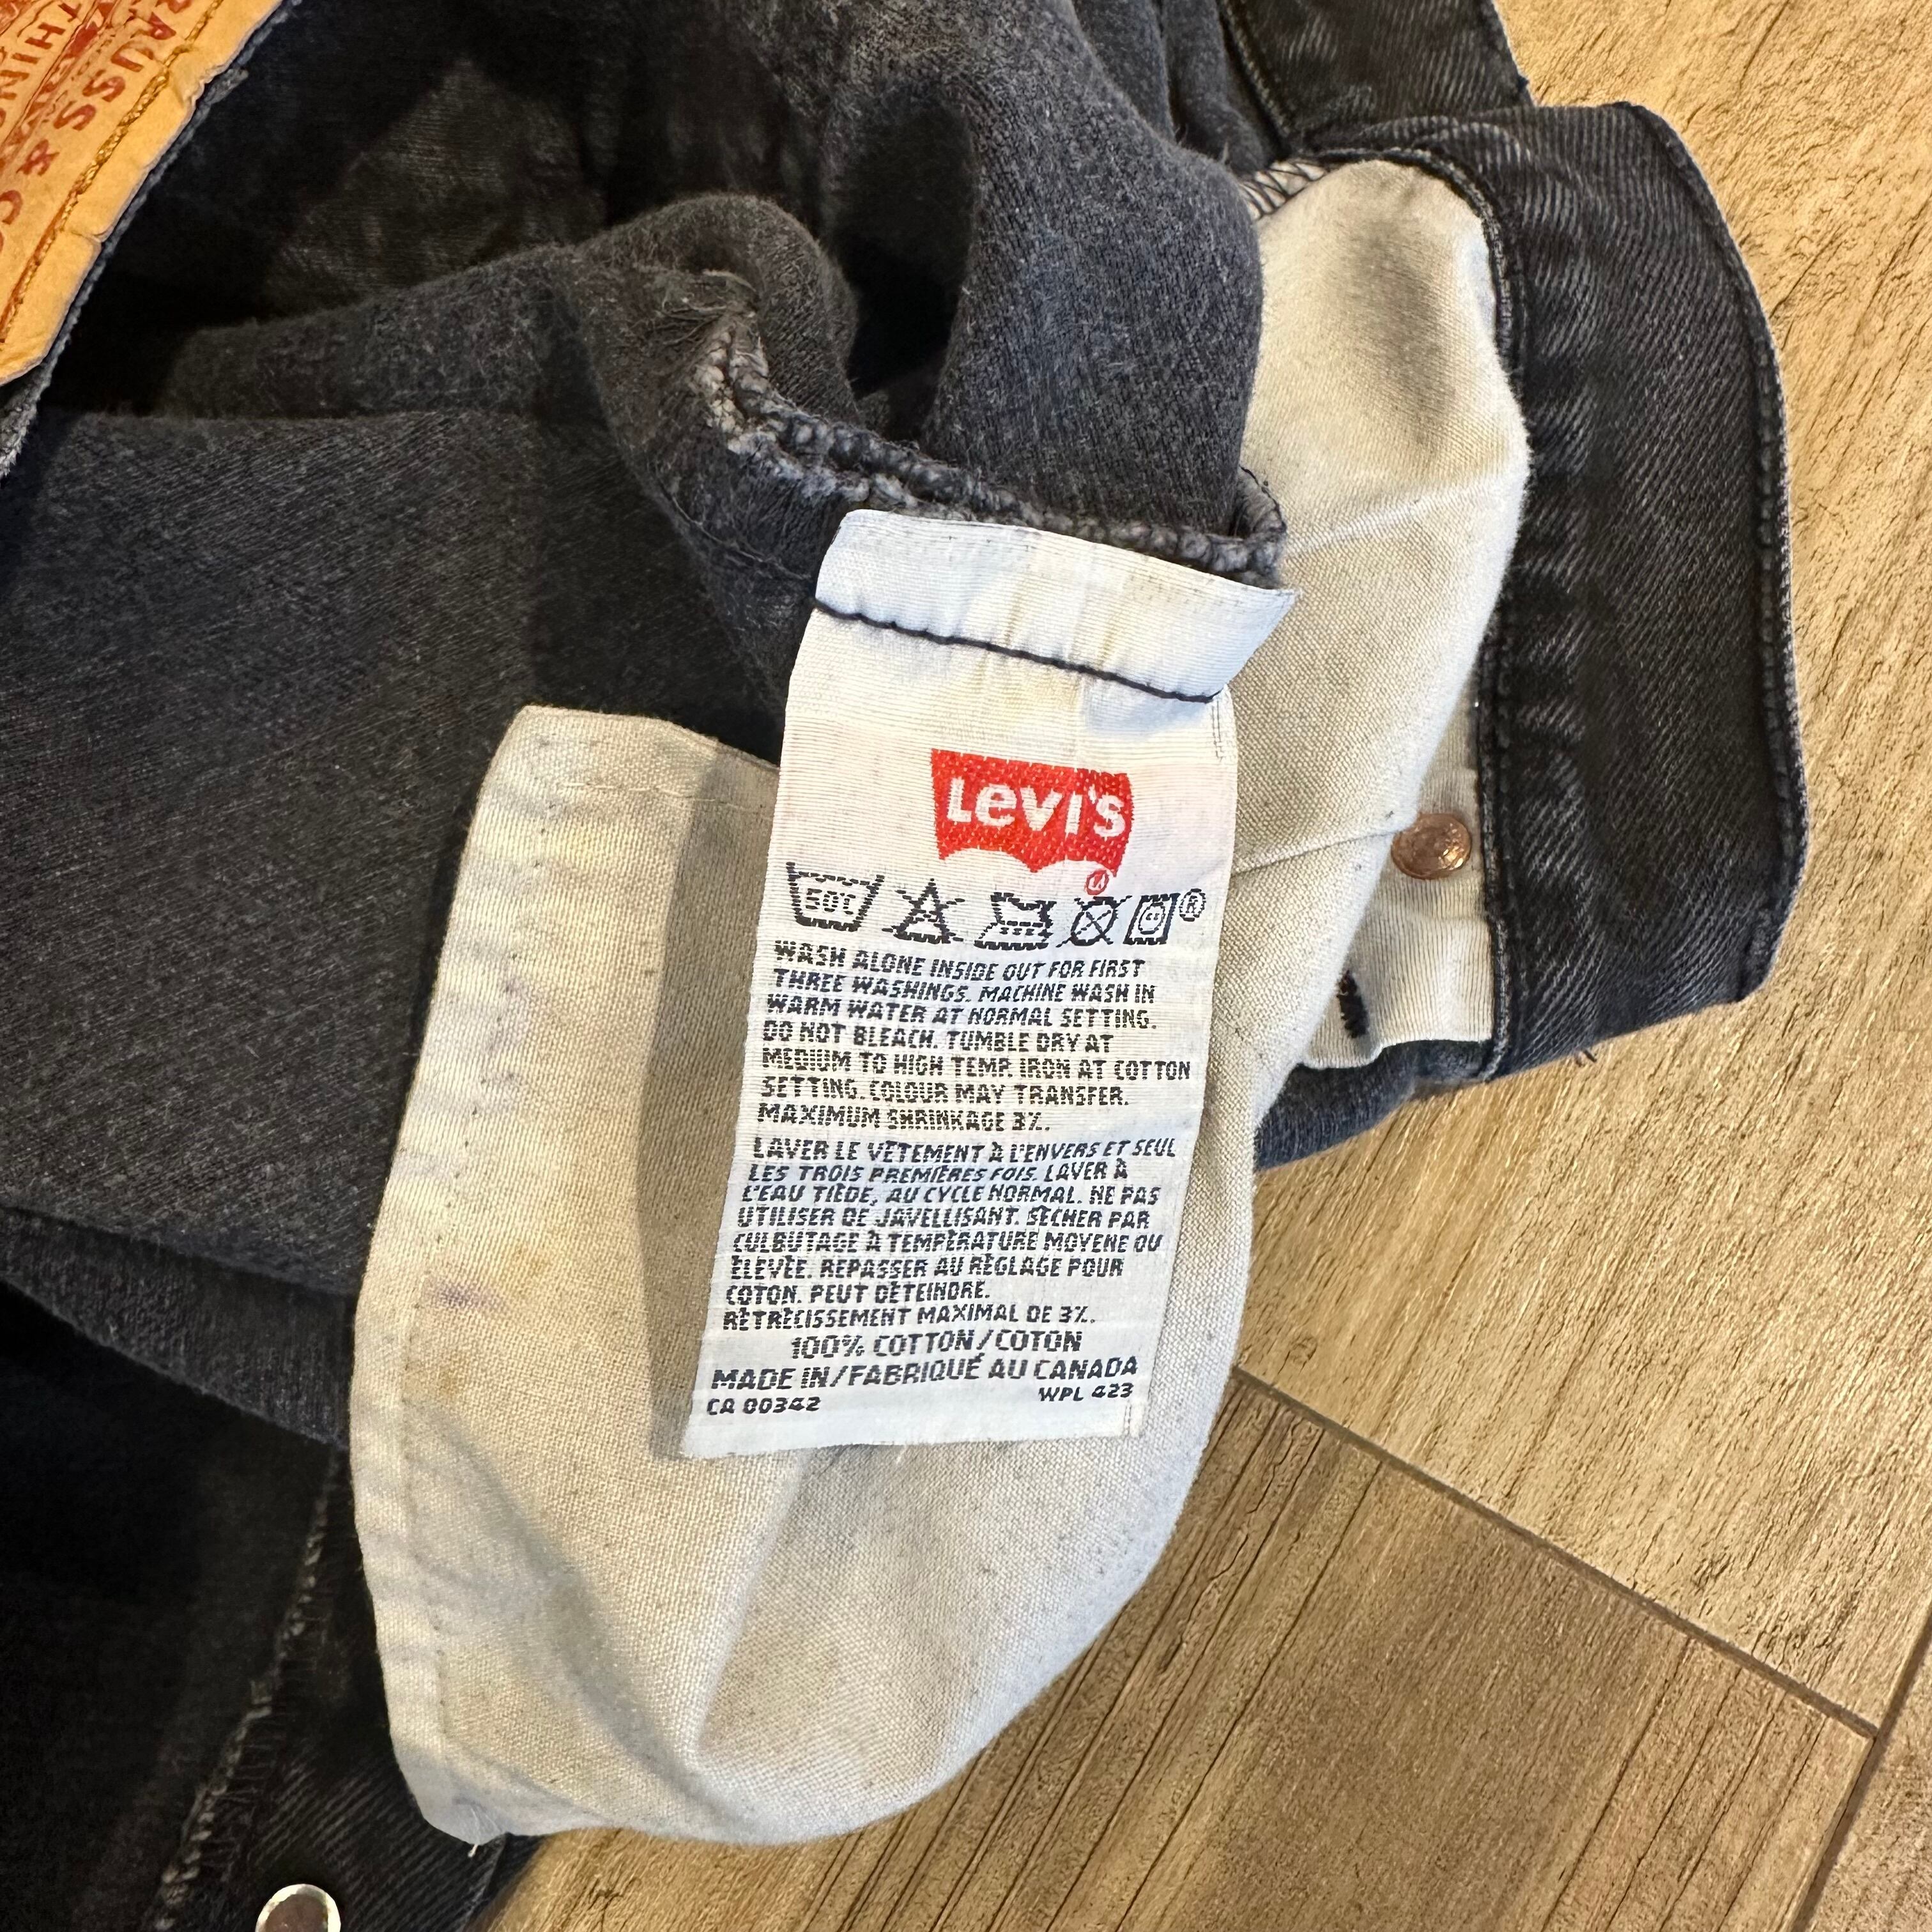 RAUSS
& CO
THING
Levi's
50°C
®
WASH ALONE INSIDE OUT FOR FIRST
THREE WASHINGS. MACHINE WASH IN
WARM WATER AT NORMAL SETTING.
DO NOT BLEACH. TUMBLE DRY AT
MEDIUM TO HIGH TEMP. IRON AT COTTON
SETTING. COLOUR MAY TRANSFER.
MAXIMUM SHRINKAGE 3%.
LAVER LE VÊTEMENT À L'ENVERS ET SEUL
LES TROIS PREMIÈRES FOIS. LAVER À
L'EAU TIÈDE, AU CYCLE NORMAL. NE PAS
UTILISER DE JAVELLISANT. SÉCHER PAR
CULBUTAGE À TEMPÉRATURE MOYENE OU
ÉLEVÉE. REPASSER AU RÉGLAGE POUR
COTON. PEUT DÉTEINDRE.
RÉTRÉCISSEMENT MAXIMAL DE 3%.
100% COTTON/COTON
MADE IN/FABRIQUÉ AU CANADA
CA 00342 WPL 423